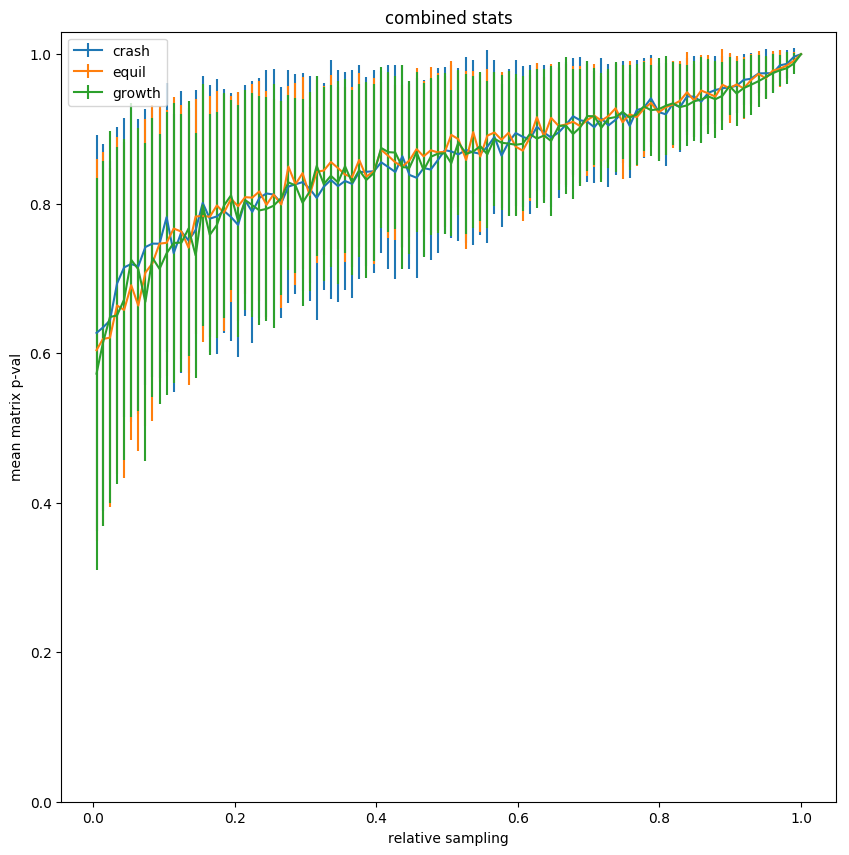 combined stats
crash
equil
growth
mean matrix p-val
1.0
0.8
0.6
0.4
0.2
0.0
0.0 0.2 0.4 0.6 0.8 1.0
relative sampling